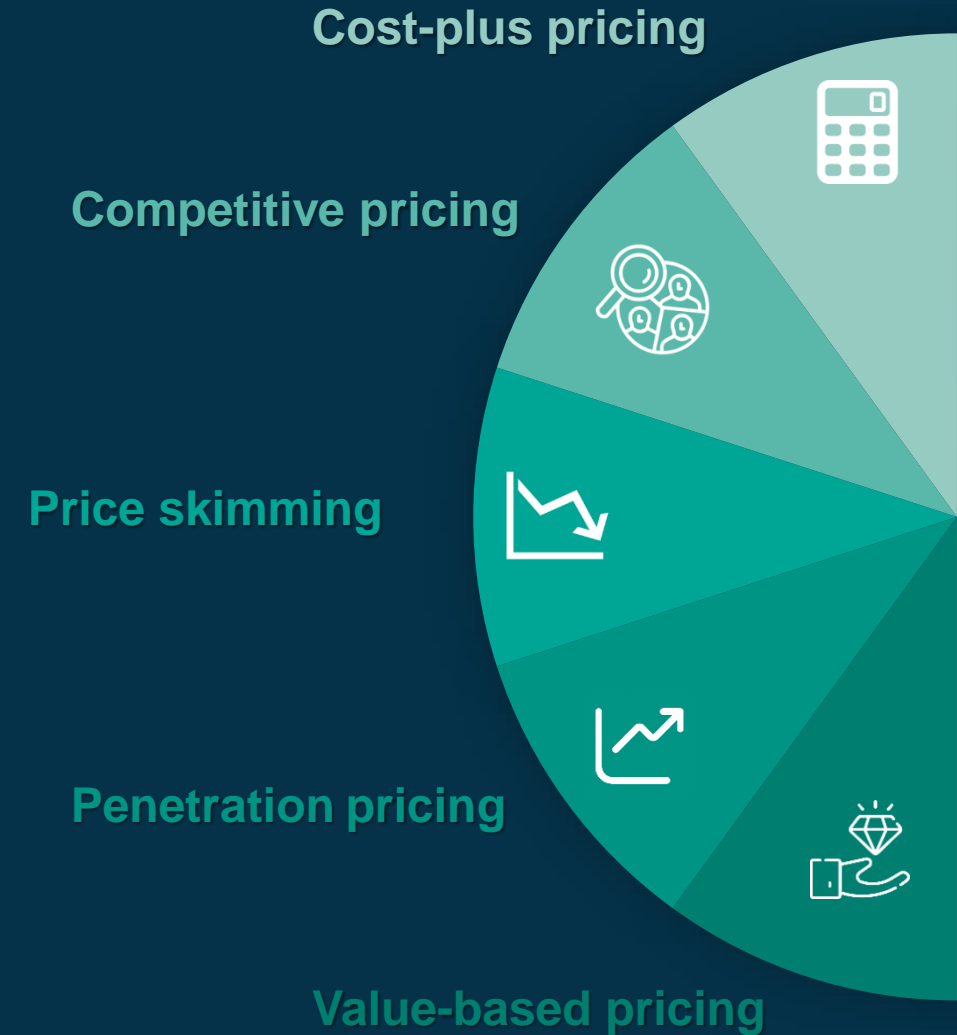 Cost-plus pricing
Competitive pricing
Price skimming
Penetration pricing
Value-based pricing